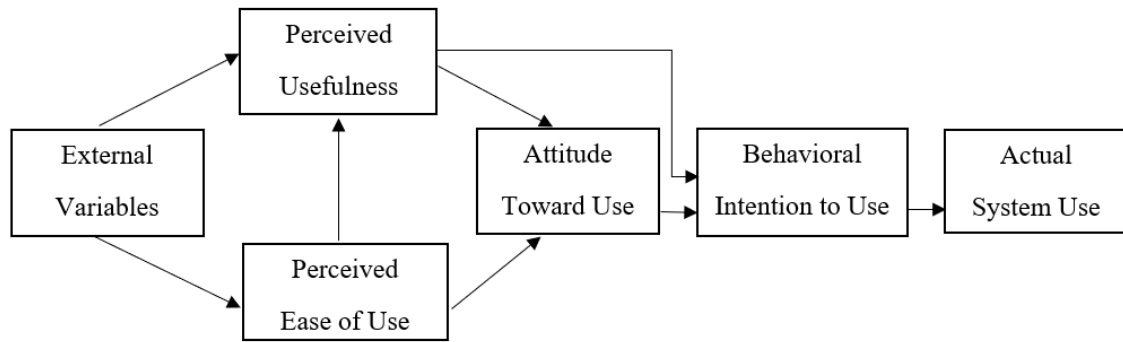 Perceived
Usefulness
External
Variables
Attitude
Toward Use
Behavioral
Intention to Use
Actual
System Use
Perceived
Ease of Use